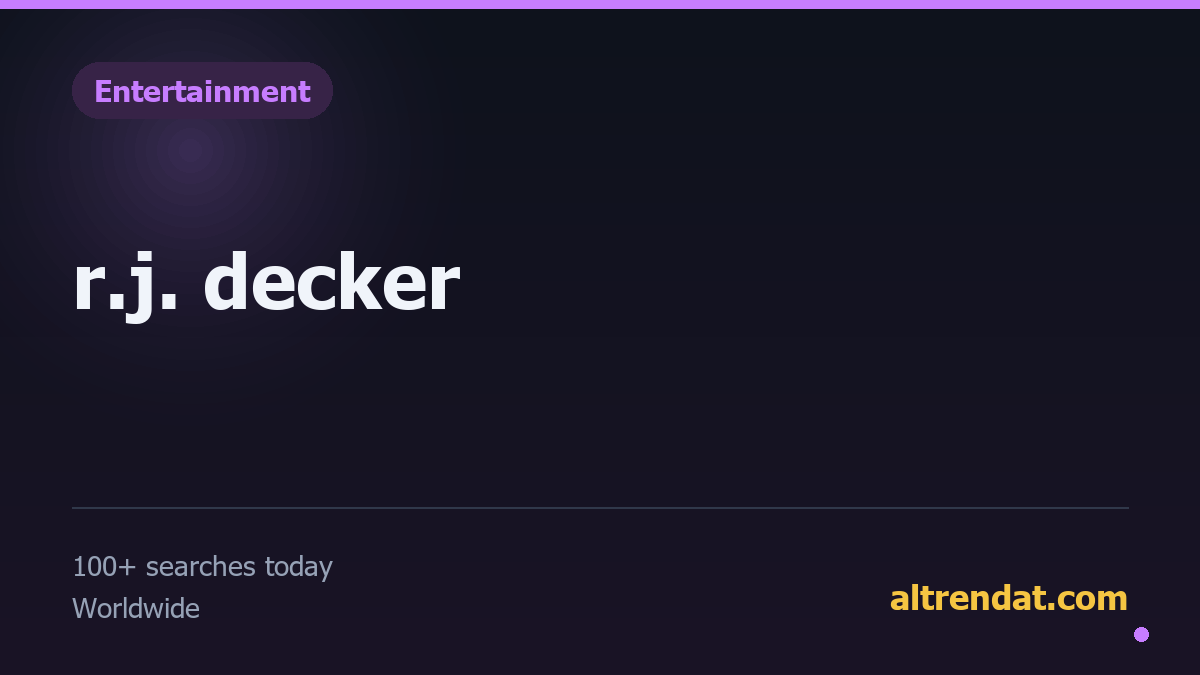 Entertainment
r.j. decker
100+ searches today
Worldwide
altrendat.com